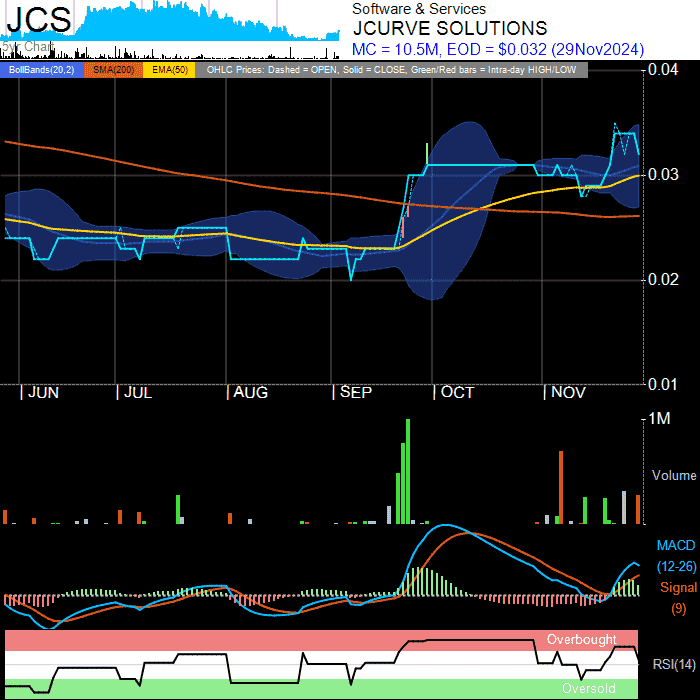 JCS
Software & Services
JCURVE SOLUTIONS
5yr Chart
MC = 10.5M, EOD = $0.032 (29Nov2024)
BollBands(20,2) SMA(200) EMA(50) OHLC Prices: Dashed = OPEN, Solid = CLOSE, Green/Red bars = Intra-day HIGH/LOW
0.04
0.03
0.02
0.01
| JUN | JUL | AUG | SEP | OCT | NOV
1M
Volume
MACD
(12-26)
Signal
(9)
Overbought
RSI(14)
Oversold